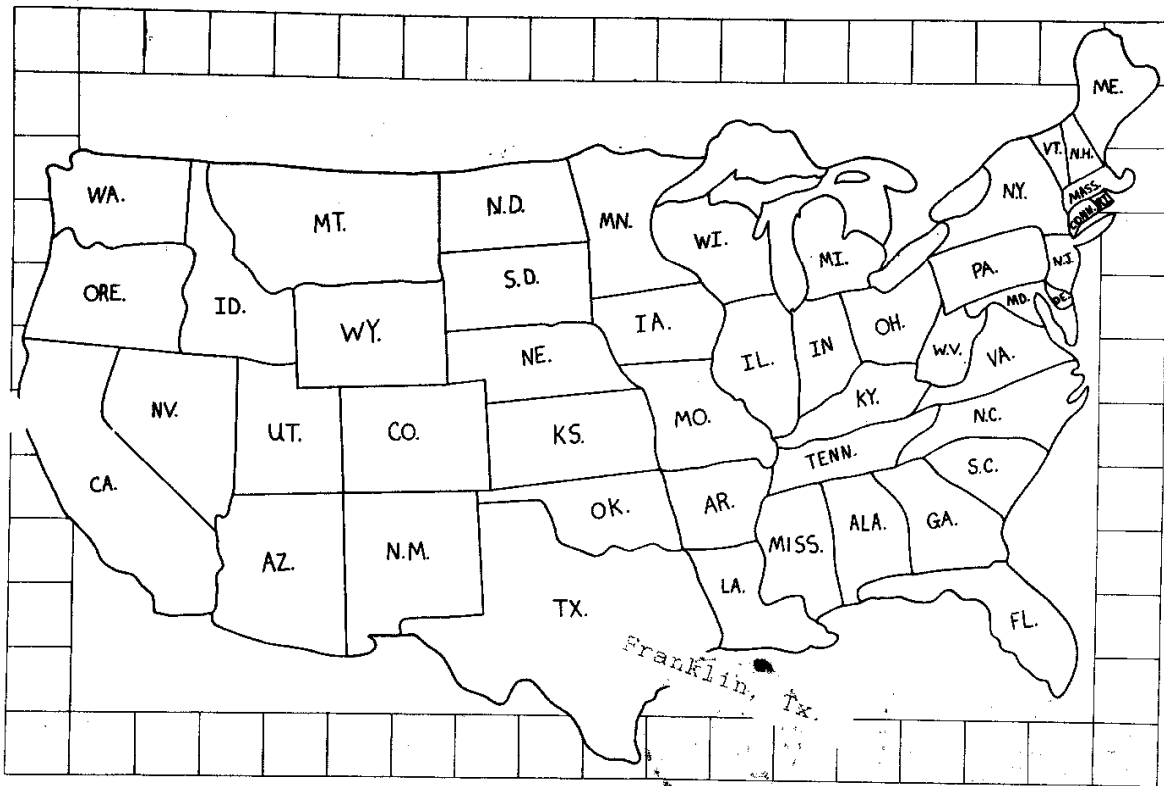 ME.
VT.
N.H.
WA.
MT.
N.D.
MN.
N.Y.
MASS.
CONN.
R.I.
WI.
MI.
ORE.
ID.
S.D.
PA.
N.J.
WY.
IA.
OH.
MD.
DE.
NE.
IL.
IN
W.V.
VA.
NV.
UT.
CO.
KS.
MO.
KY.
N.C.
TENN.
CA.
S.C.
OK.
AR.
AZ.
N.M.
MISS.
ALA.
GA.
TX.
LA.
FL.
Franklin, Tx.